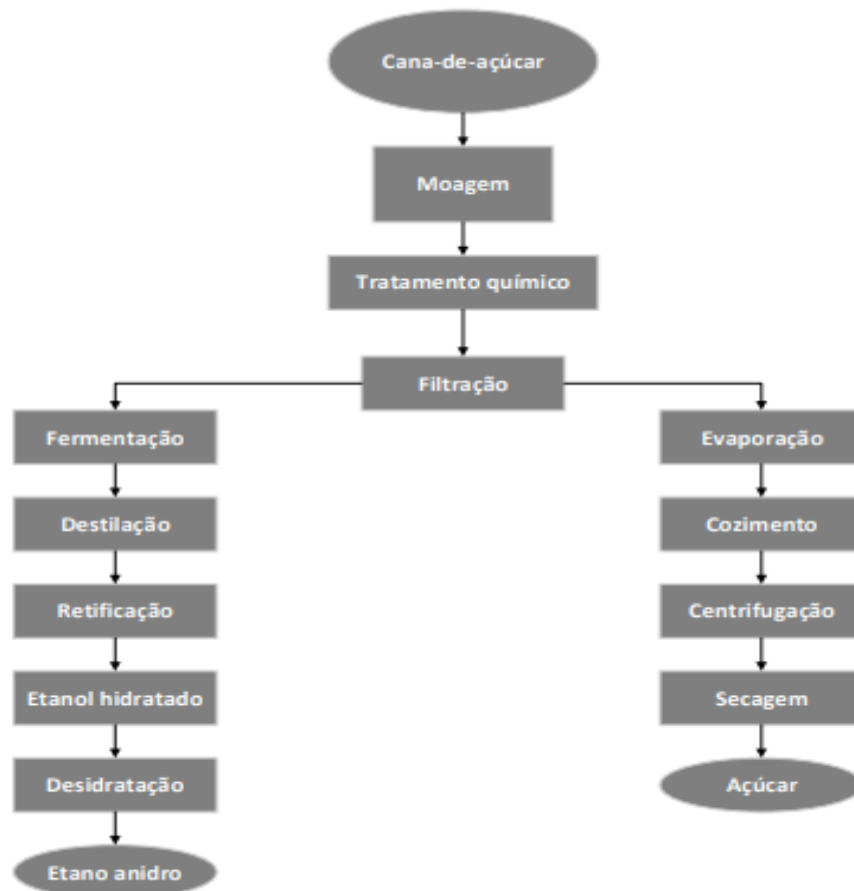 Cana-de-açúcar
Moagem
Tratamento químico
Filtração
Fermentação
Evaporação
Destilação
Cozimento
Retificação
Centrifugação
Etanol hidratado
Secagem
Desidratação
Açúcar
Etano anidro